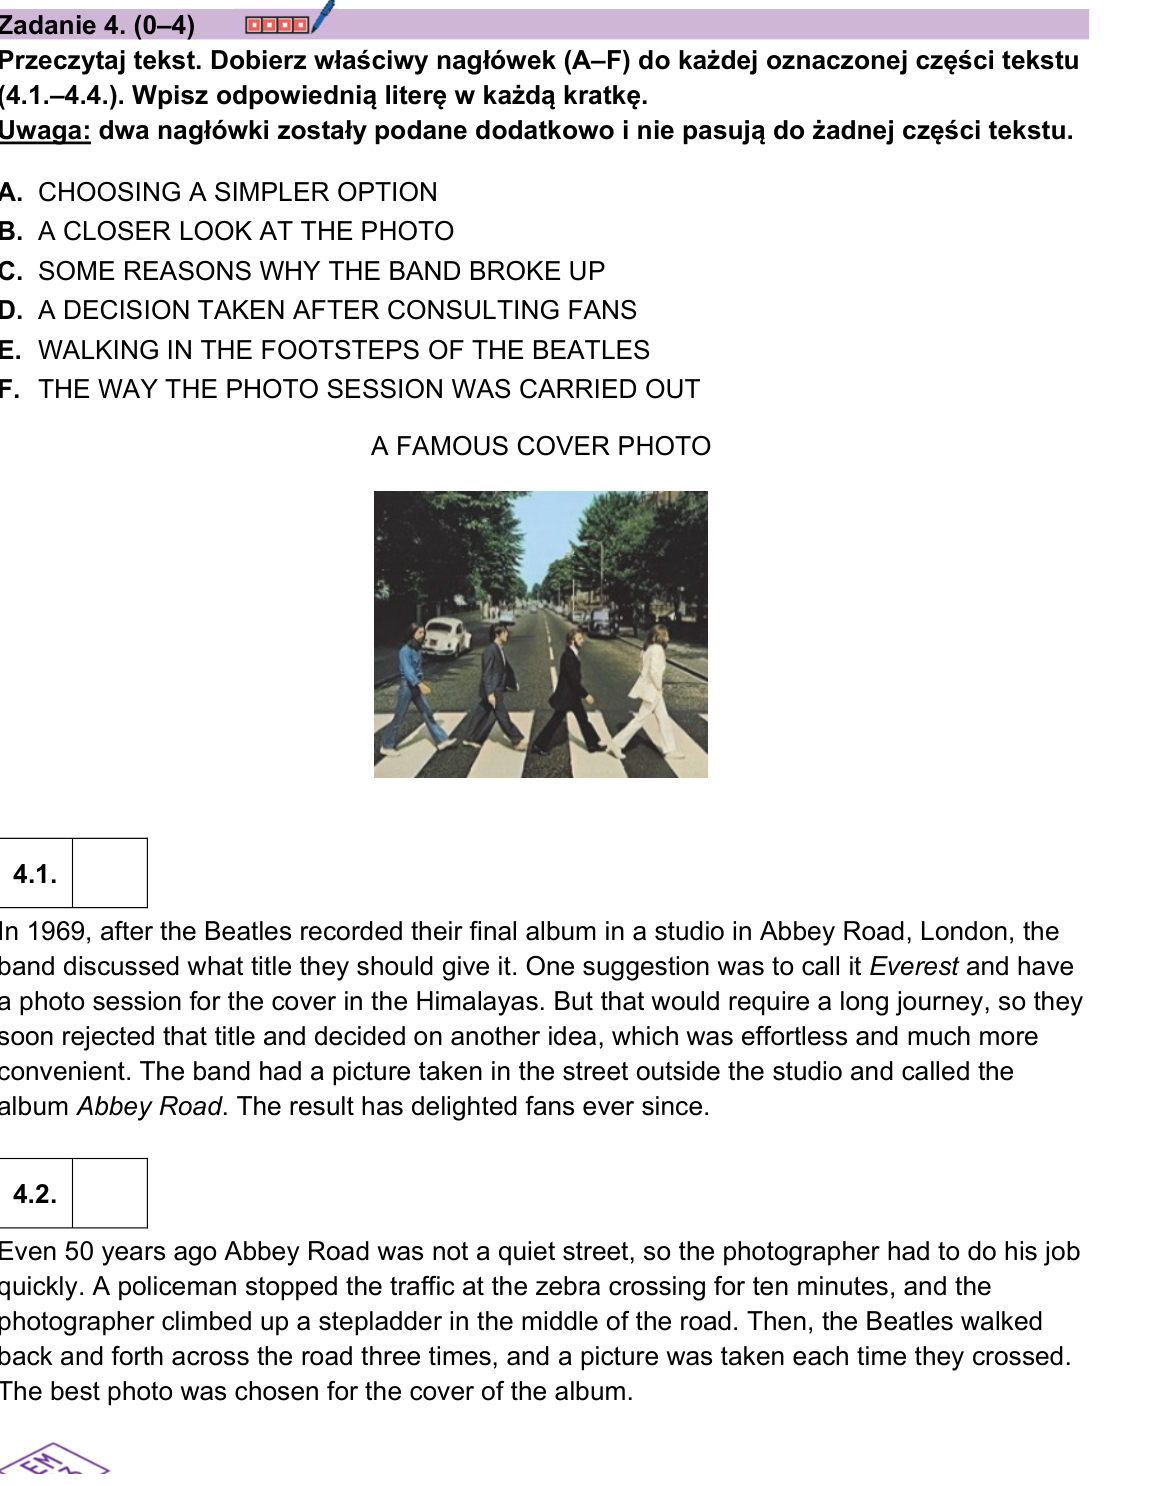 Zadanie 4. (0–4)
Przeczytaj tekst. Dobierz właściwy nagłówek (A–F) do każdej oznaczonej części tekstu
(4.1.–4.4.). Wpisz odpowiednią literę w każdą kratkę.
Uwaga: dwa nagłówki zostały podane dodatkowo i nie pasują do żadnej części tekstu.
A. CHOOSING A SIMPLER OPTION
B. A CLOSER LOOK AT THE PHOTO
C. SOME REASONS WHY THE BAND BROKE UP
D. A DECISION TAKEN AFTER CONSULTING FANS
E. WALKING IN THE FOOTSTEPS OF THE BEATLES
F. THE WAY THE PHOTO SESSION WAS CARRIED OUT
A FAMOUS COVER PHOTO
4.1.
In 1969, after the Beatles recorded their final album in a studio in Abbey Road, London, the
band discussed what title they should give it. One suggestion was to call it Everest and have
a photo session for the cover in the Himalayas. But that would require a long journey, so they
soon rejected that title and decided on another idea, which was effortless and much more
convenient. The band had a picture taken in the street outside the studio and called the
album Abbey Road. The result has delighted fans ever since.
4.2.
Even 50 years ago Abbey Road was not a quiet street, so the photographer had to do his job
quickly. A policeman stopped the traffic at the zebra crossing for ten minutes, and the
photographer climbed up a stepladder in the middle of the road. Then, the Beatles walked
back and forth across the road three times, and a picture was taken each time they crossed.
The best photo was chosen for the cover of the album.